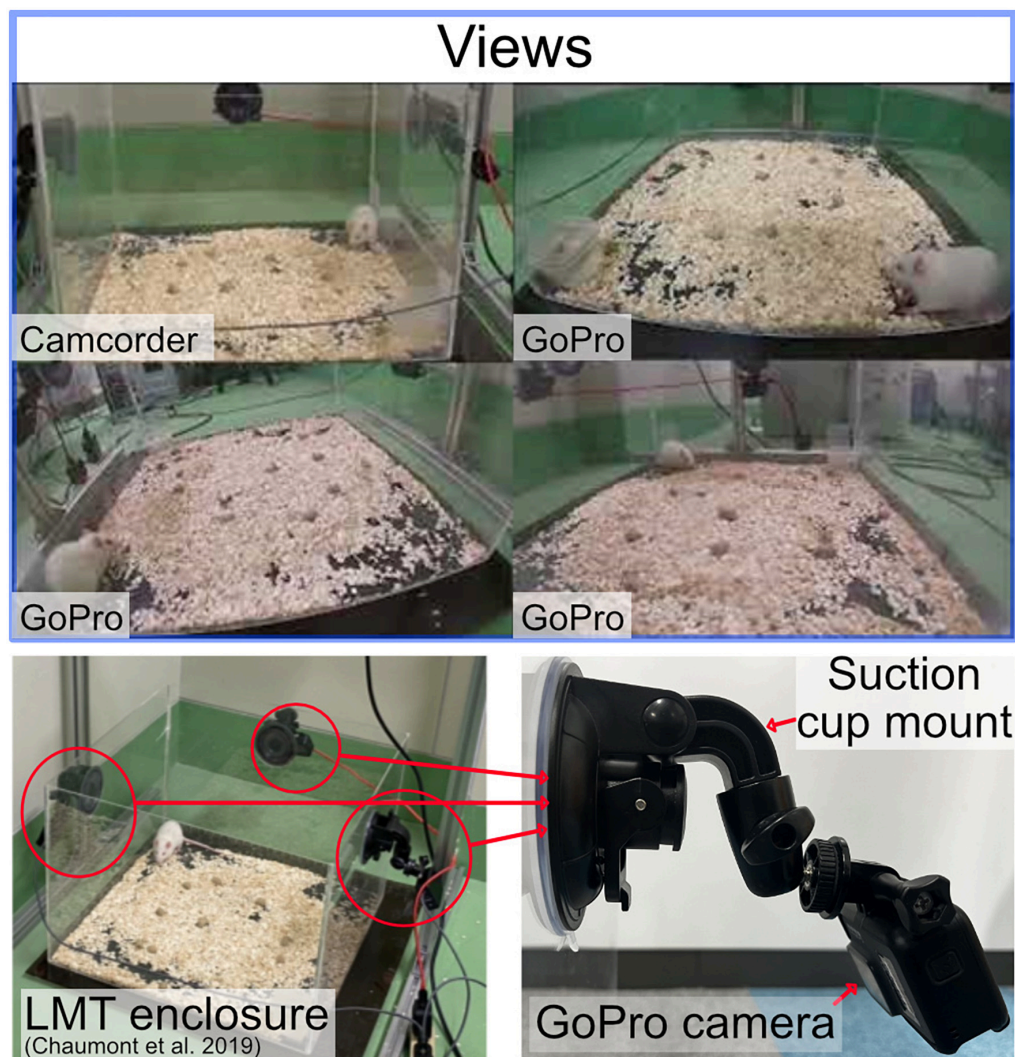 Views
Camcorder
GoPro
GoPro
GoPro
Suction
cup mount
LMT enclosure
(Chaumont et al. 2019)
GoPro camera